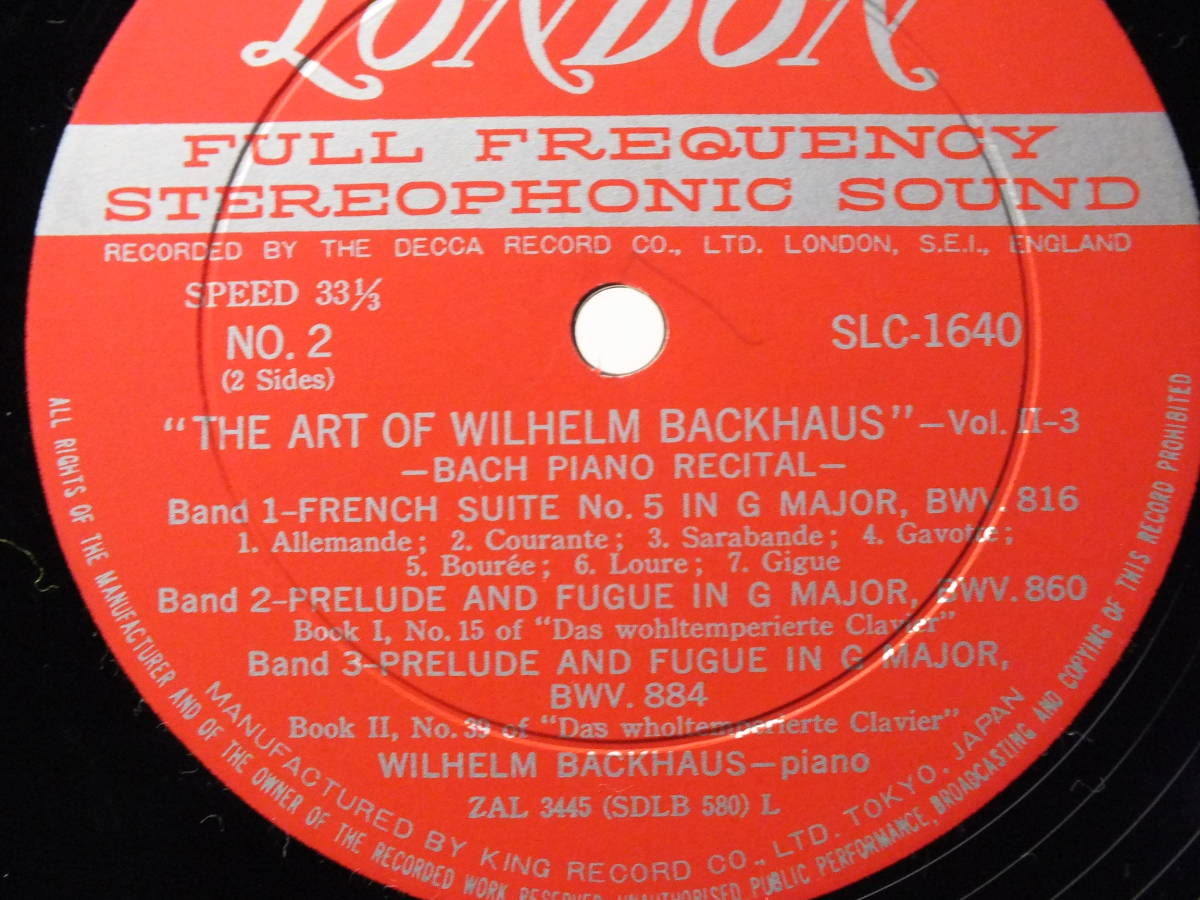 LONDON
FULL FREQUENCY
STEREOPHONIC SOUND
RECORDED BY THE DECCA RECORD CO., LTD. LONDON, S.E.I., ENGLAND
SPEED 33⅓
NO. 2
(2 Sides)
SLC-1640
"THE ART OF WILHELM BACKHAUS"—Vol. II-3
—BACH PIANO RECITAL—
Band 1-FRENCH SUITE No. 5 IN G MAJOR, BWV. 816
1. Allemande; 2. Courante; 3. Sarabande; 4. Gavotte;
5. Bourée; 6. Loure; 7. Gigue
Band 2-PRELUDE AND FUGUE IN G MAJOR, BWV. 860
Book I, No. 15 of "Das wohltemperierte Clavier"
Band 3-PRELUDE AND FUGUE IN G MAJOR,
BWV. 884
Book II, No. 39 of "Das wholtemperierte Clavier"
WILHELM BACKHAUS—piano
ZAL 3445 (SDLB 580) L
MANUFACTURED BY KING RECORD CO., LTD. TOKYO, JAPAN
ALL RIGHTS OF THE MANUFACTURER AND OF THE OWNER OF THE RECORDED WORK RESERVED UNAUTHORISED PUBLIC PERFORMANCE, BROADCASTING AND COPYING OF THIS RECORD PROHIBITED